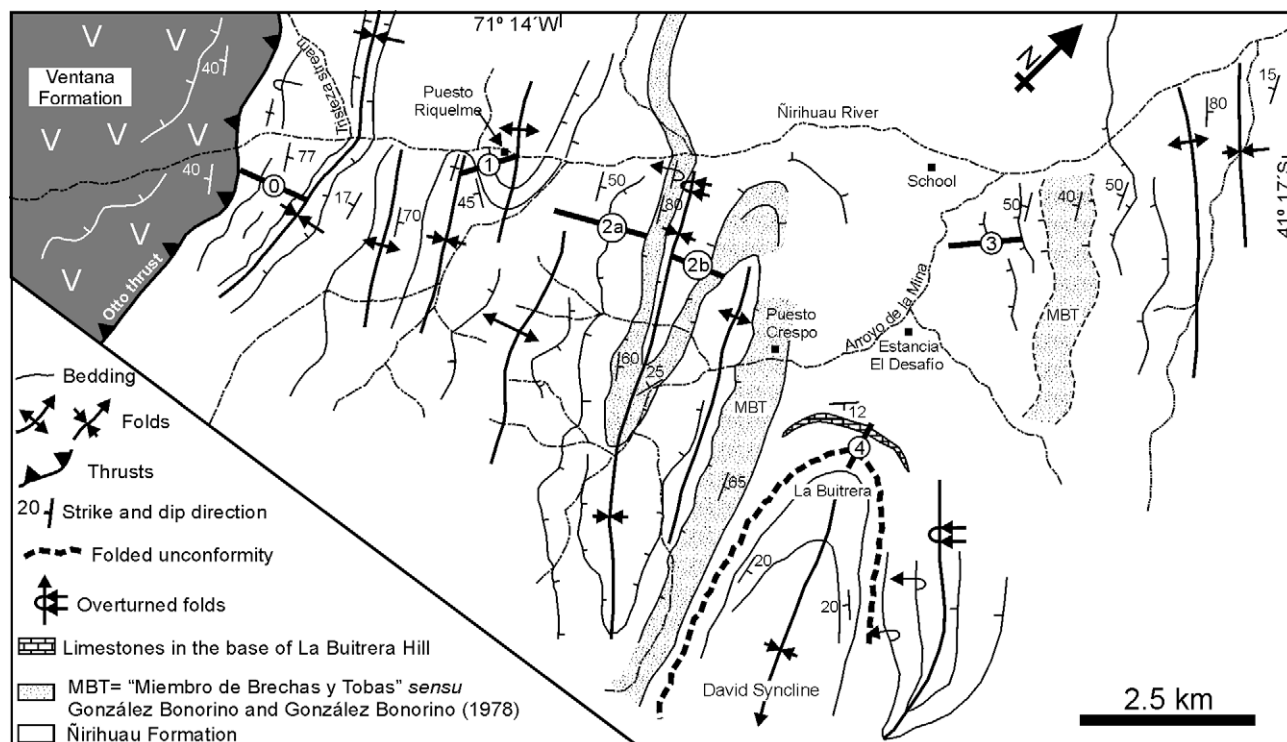 71º 14´W
N
V V V V
40
Ventana
Formation
V V
40
V
V
Otto thrust
Tristeza stream
Puesto
Riquelme
Ñirihuau River
15
80
41º 17´S
77
0
17
70
1
45
50
2a
80
2b
School
50
3
40
50
MBT
Arroyo de la Mina
Puesto
Crespo
Estancia
El Desafio
60
25
MBT
12
4
La Buitrera
65
20
20
David Syncline
Bedding
Folds
Thrusts
20 Strike and dip direction
Folded unconformity
Overturned folds
Limestones in the base of La Buitrera Hill
MBT= “Miembro de Brechas y Tobas” sensu
González Bonorino and González Bonorino (1978)
Ñirihuau Formation
2.5 km